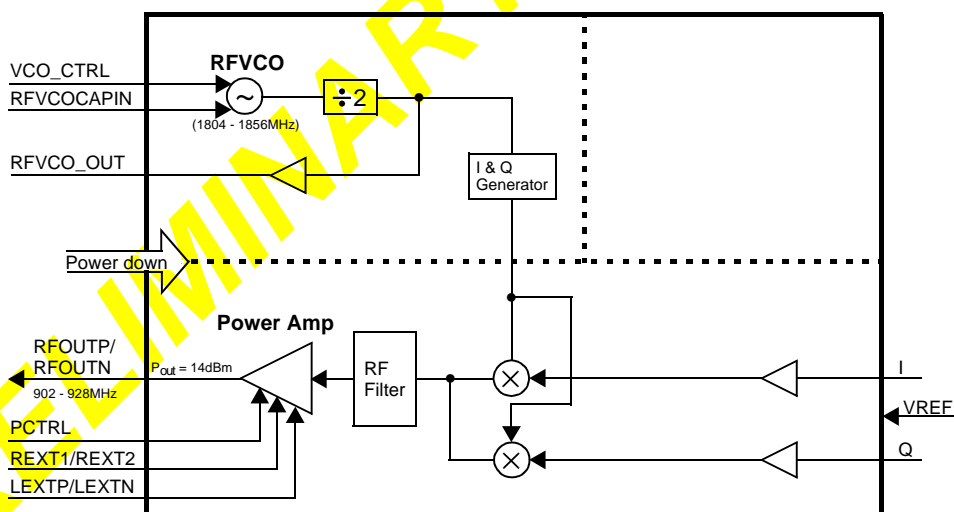 RFVCO
VCO_CTRL
RFVCOCAPIN
~
÷2
(1804 - 1856MHz)
RFVCO_OUT
I & Q
Generator
Power down
Power Amp
RFOUTP/
RFOUTN
Pout = 14dBm
902 - 928MHz
RF
Filter
I
VREF
PCTRL
REXT1/REXT2
LEXTP/LEXTN
Q
ELIMINAR